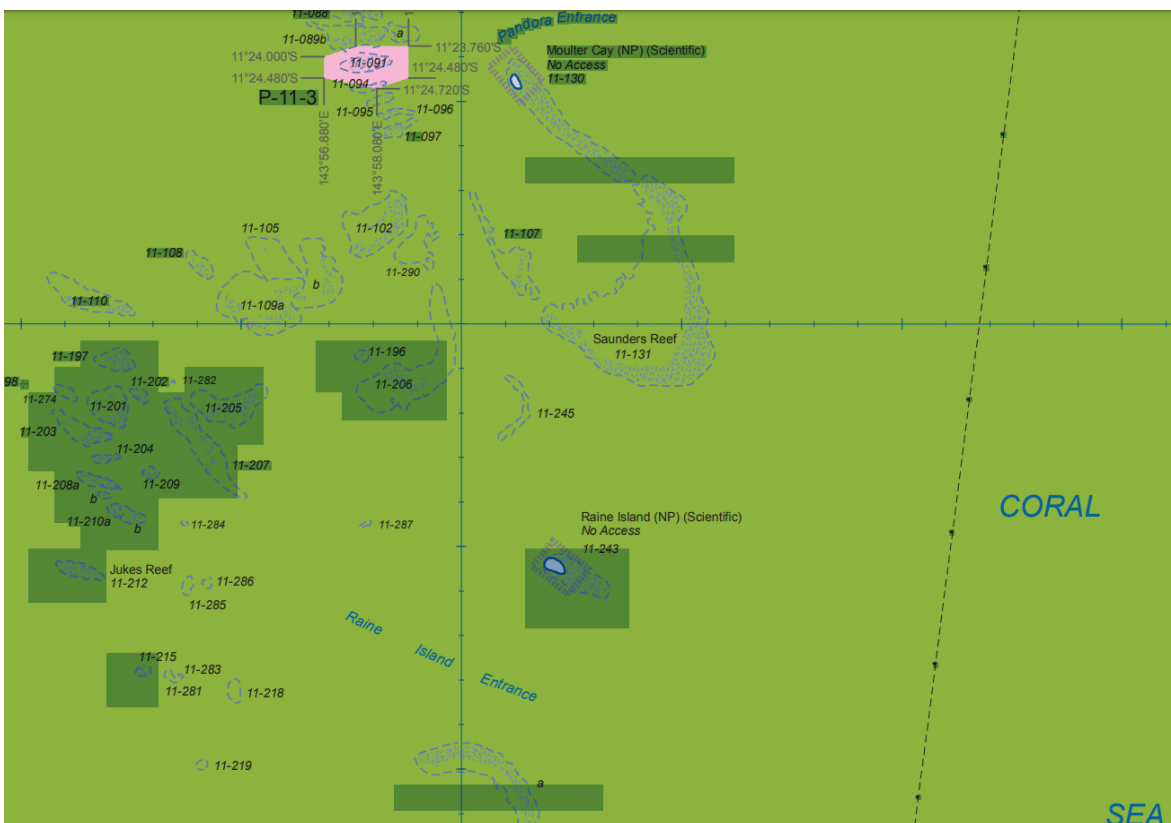 11-088
Pandora Entrance
11-089b
a
11°23.760'S
Moulter Cay (NP) (Scientific)
11°24.000'S
11-091
No Access
11°24.480'S
11°24.480'S
11-094
11-130
11°24.720'S
P-11-3
11-095
11-096
11-097
143°56.880'E
143°58.080'E
11-102
11-105
11-107
11-108
11-290
b
11-110
11-109a
Saunders Reef
11-131
11-197
11-196
98
11-202
11-282
11-206
11-274
11-201
11-205
11-245
11-203
11-204
11-207
11-208a
11-209
b
CORAL
11-210a
b
11-284
11-287
Raine Island (NP) (Scientific)
No Access
11-243
Jukes Reef
11-212
11-286
11-285
Raine Island Entrance
11-215
11-283
11-281
11-218
11-219
a
SEA